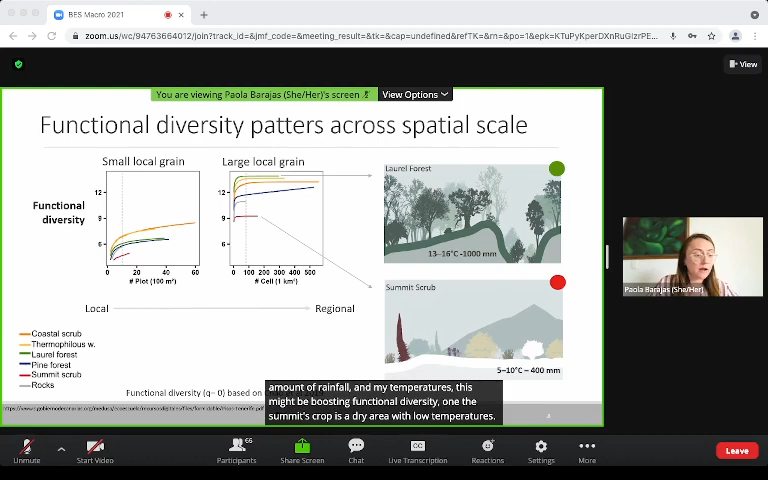 BES Macro 2021
zoom.us/wc/94763664012/join?track_id=&jmf_code=&meeting_result=&tk=&cap=undefined&refTK=&rn=&po=1&epk=KTuPyKperDXnRuGIzrPE...
View
You are viewing Paola Barajas (She/Her)'s screen
View Options
Functional diversity patters across spatial scale
Small local grain
Large local grain
Functional
diversity
12
9
6
0 20 40 60
# Plot (100 m²)
12
9
6
0 100 200 300 400 500
# Cell (1 km²)
Local
Regional
Laurel Forest
13–16°C -1000 mm
Summit Scrub
5–10°C – 400 mm
Coastal scrub
Thermophilous w.
Laurel forest
Pine forest
Summit scrub
Rocks
Functional diversity (q= 0) based on
amount of rainfall, and my temperatures, this
might be boosting functional diversity, one the
summit's crop is a dry area with low temperatures.
Paola Barajas (She/Her)
Unmute
Start Video
66
Participants
Share Screen
Chat
CC
Live Transcription
Reactions
Settings
More
Leave